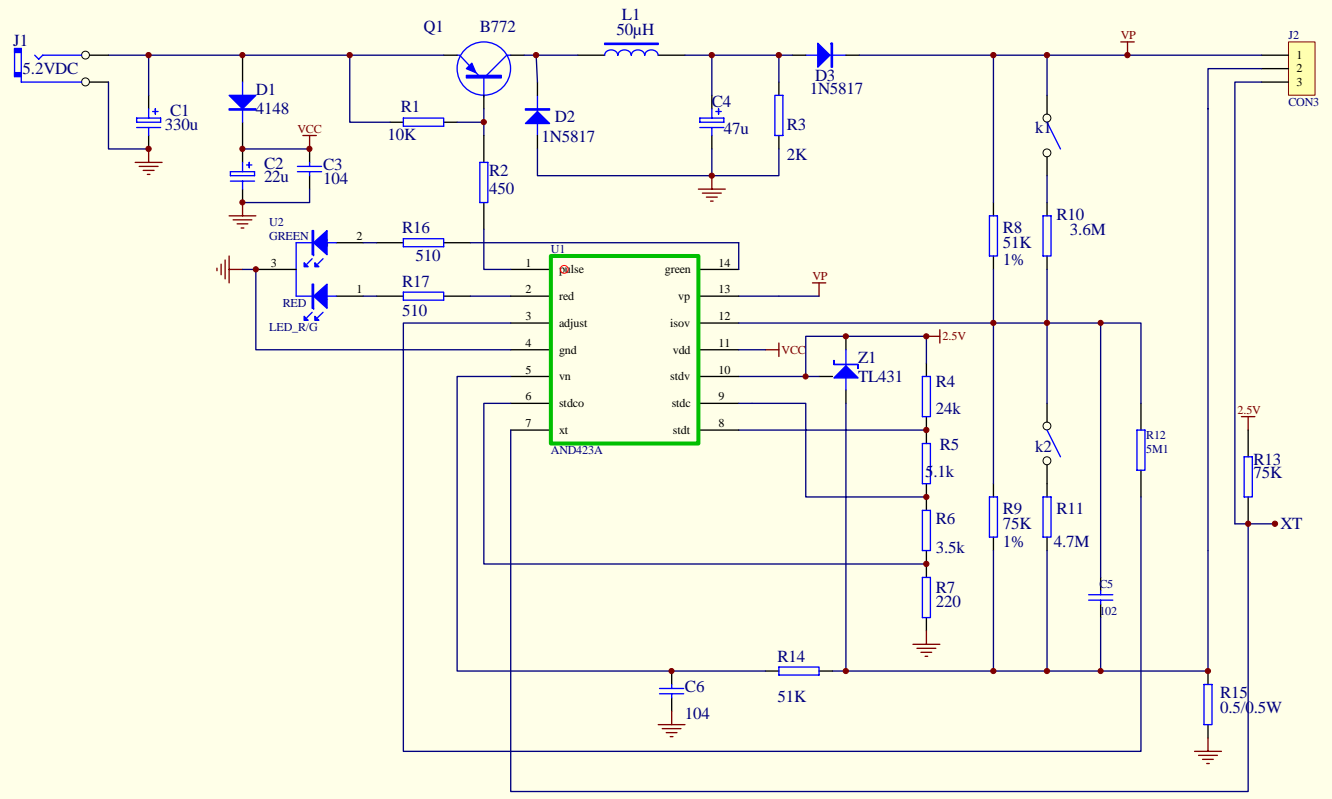 J1
5.2VDC
C1
330u
D1
4148
VCC
C2
22u
C3
104
Q1 B772
R1
10K
R2
450
L1
50μH
D2
1N5817
C4
47u
R3
2K
D3
1N5817
VP
J2
1
2
3
CON3
k1
R8
51K
1%
R10
3.6M
U2
GREEN
2
3
RED
1
LED_R/G
R16
510
R17
510
U1
1 pulse green 14
2 red vp 13
3 adjust isov 12
4 gnd vdd 11
5 vn stdv 10
6 stdco stdc 9
7 xt stdt 8
AND423A
VP
VCC
2.5V
Z1
TL431
R4
24k
R5
5.1k
R6
3.5k
R7
220
k2
R9
75K
1%
R11
4.7M
R12
5M1
C5
102
2.5V
R13
75K
XT
R14
51K
C6
104
R15
0.5/0.5W